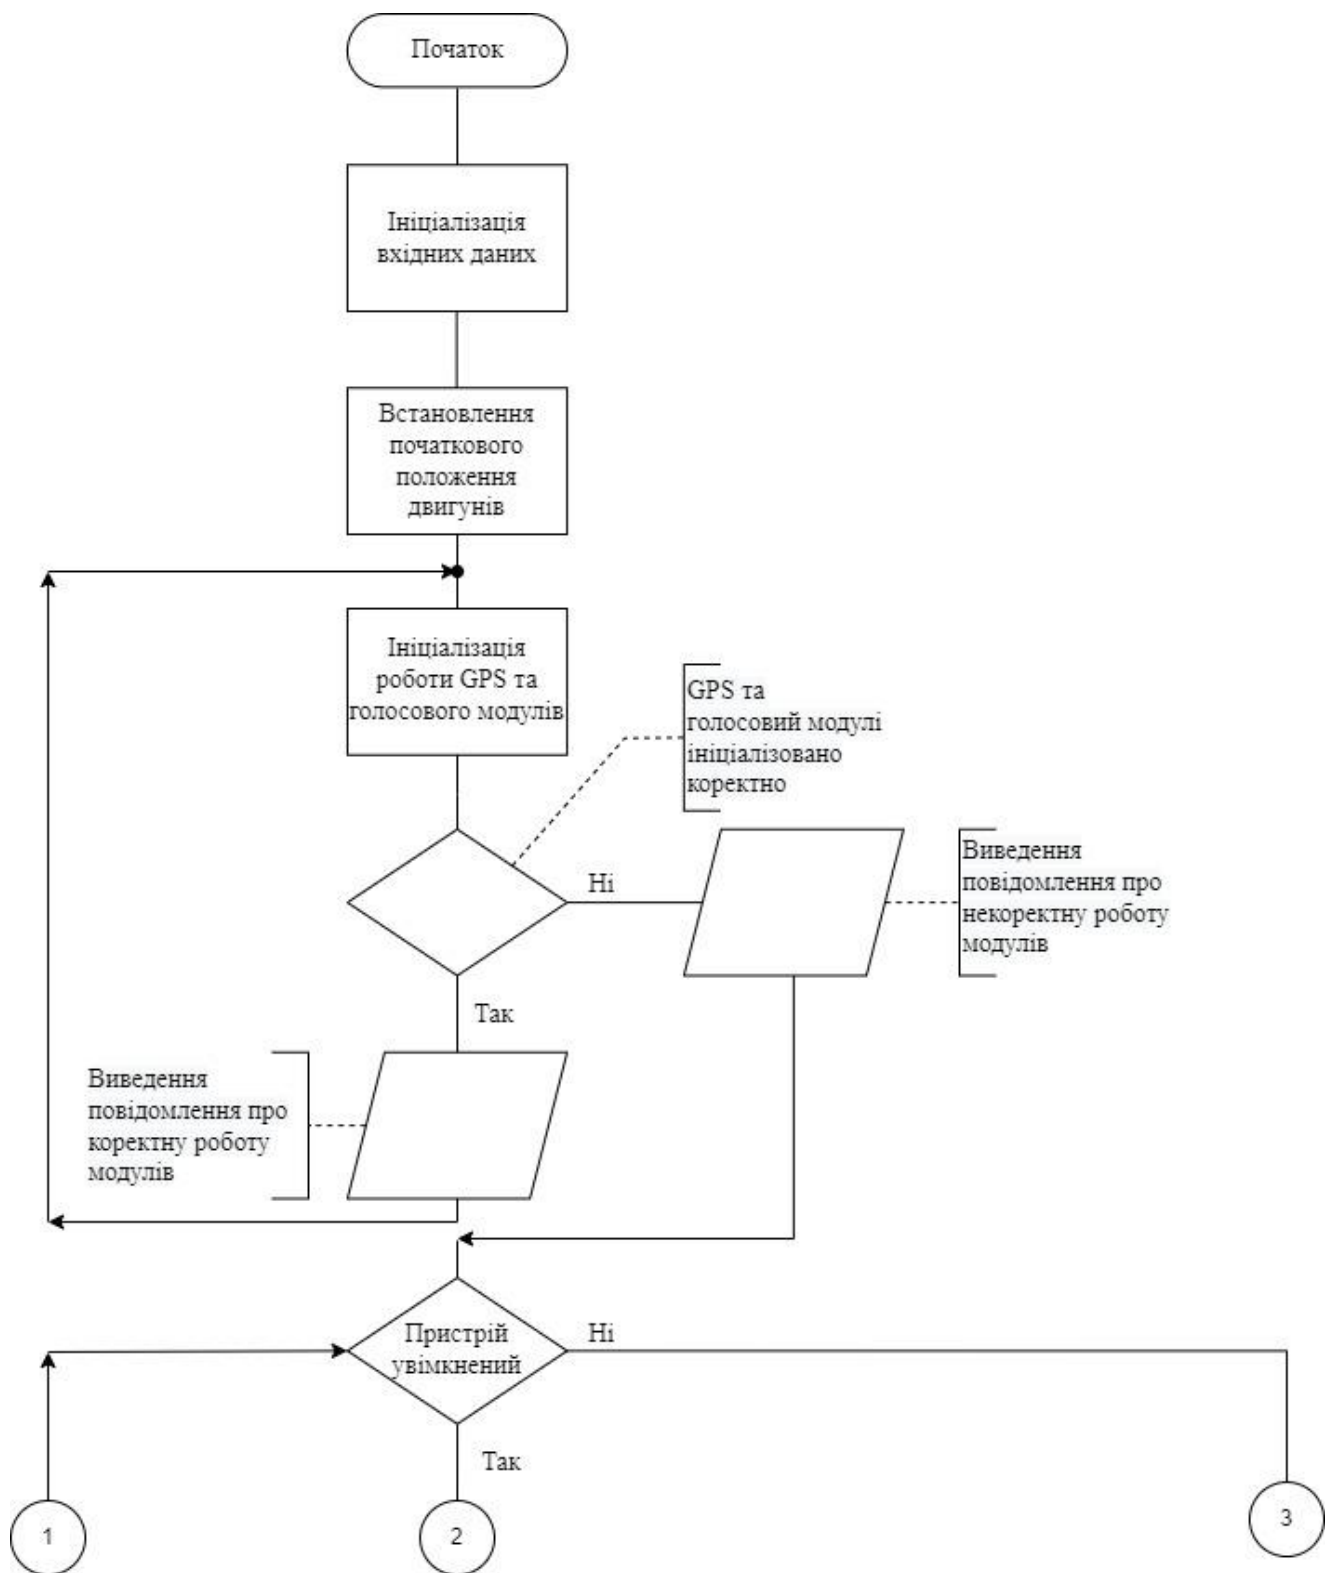 Початок
Ініціалізація
вхідних даних
Встановлення
початкового
положення
двигунів
Ініціалізація
роботи GPS та
голосового модулів
GPS та
голосовий модулі
ініціалізовано
коректно
Ні
Виведення
повідомлення про
некоректну роботу
модулів
Так
Виведення
повідомлення про
коректну роботу
модулів
Пристрій
увімкнений
Ні
Так
1
2
3